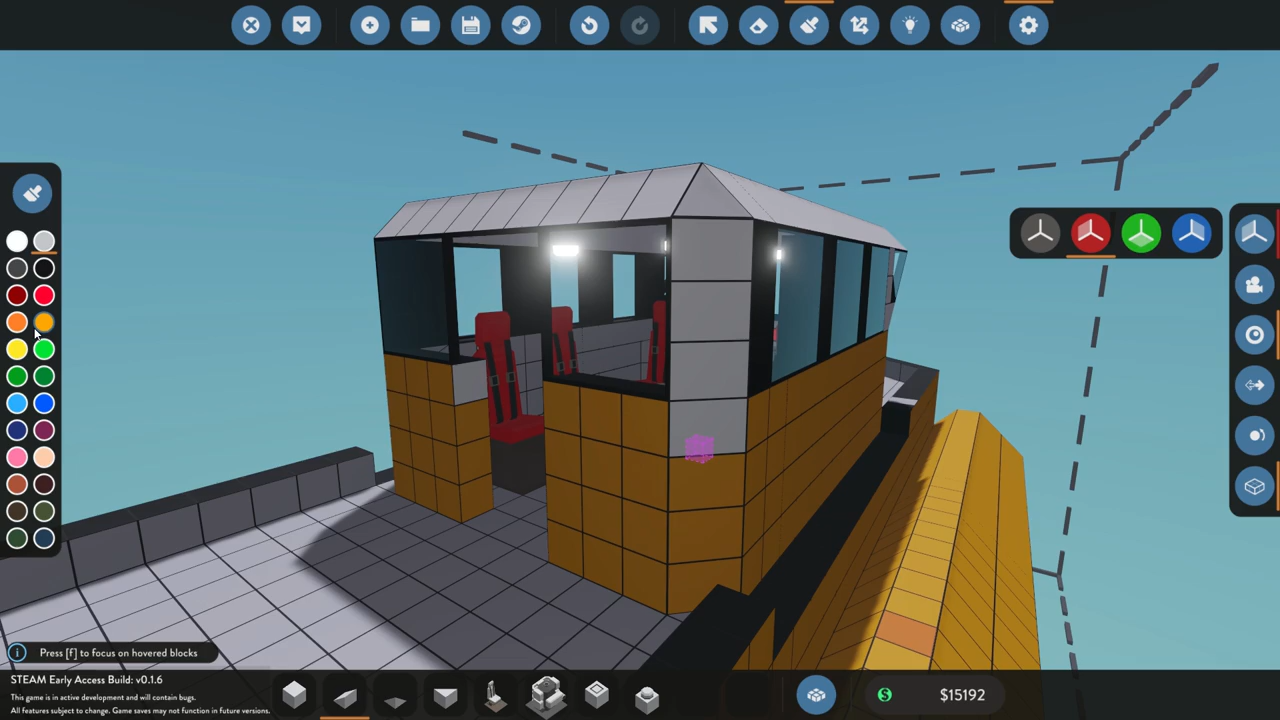 Press [f] to focus on hovered blocks
STEAM Early Access Build: v0.1.6
This game is in active development and will contain bugs.
All features subject to change. Game saves may not function in future versions.
$15192